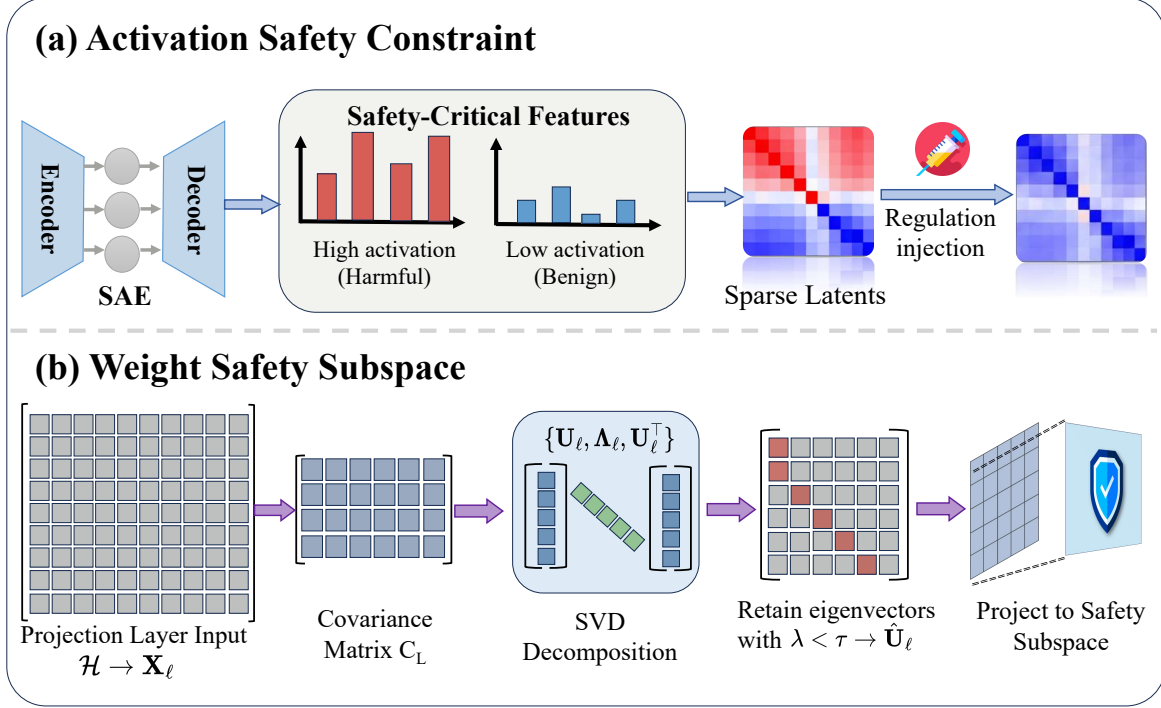 (a) Activation Safety Constraint
Encoder
Decoder
SAE
Safety-Critical Features
High activation
(Harmful)
Low activation
(Benign)
Sparse Latents
Regulation
injection
(b) Weight Safety Subspace
Projection Layer Input
𝓗 → 𝐗_ℓ
Covariance
Matrix C_L
{𝐔_ℓ, 𝚲_ℓ, 𝐔_ℓ^⊤}
SVD
Decomposition
Retain eigenvectors
with λ < τ → 𝐔̂_ℓ
Project to Safety
Subspace